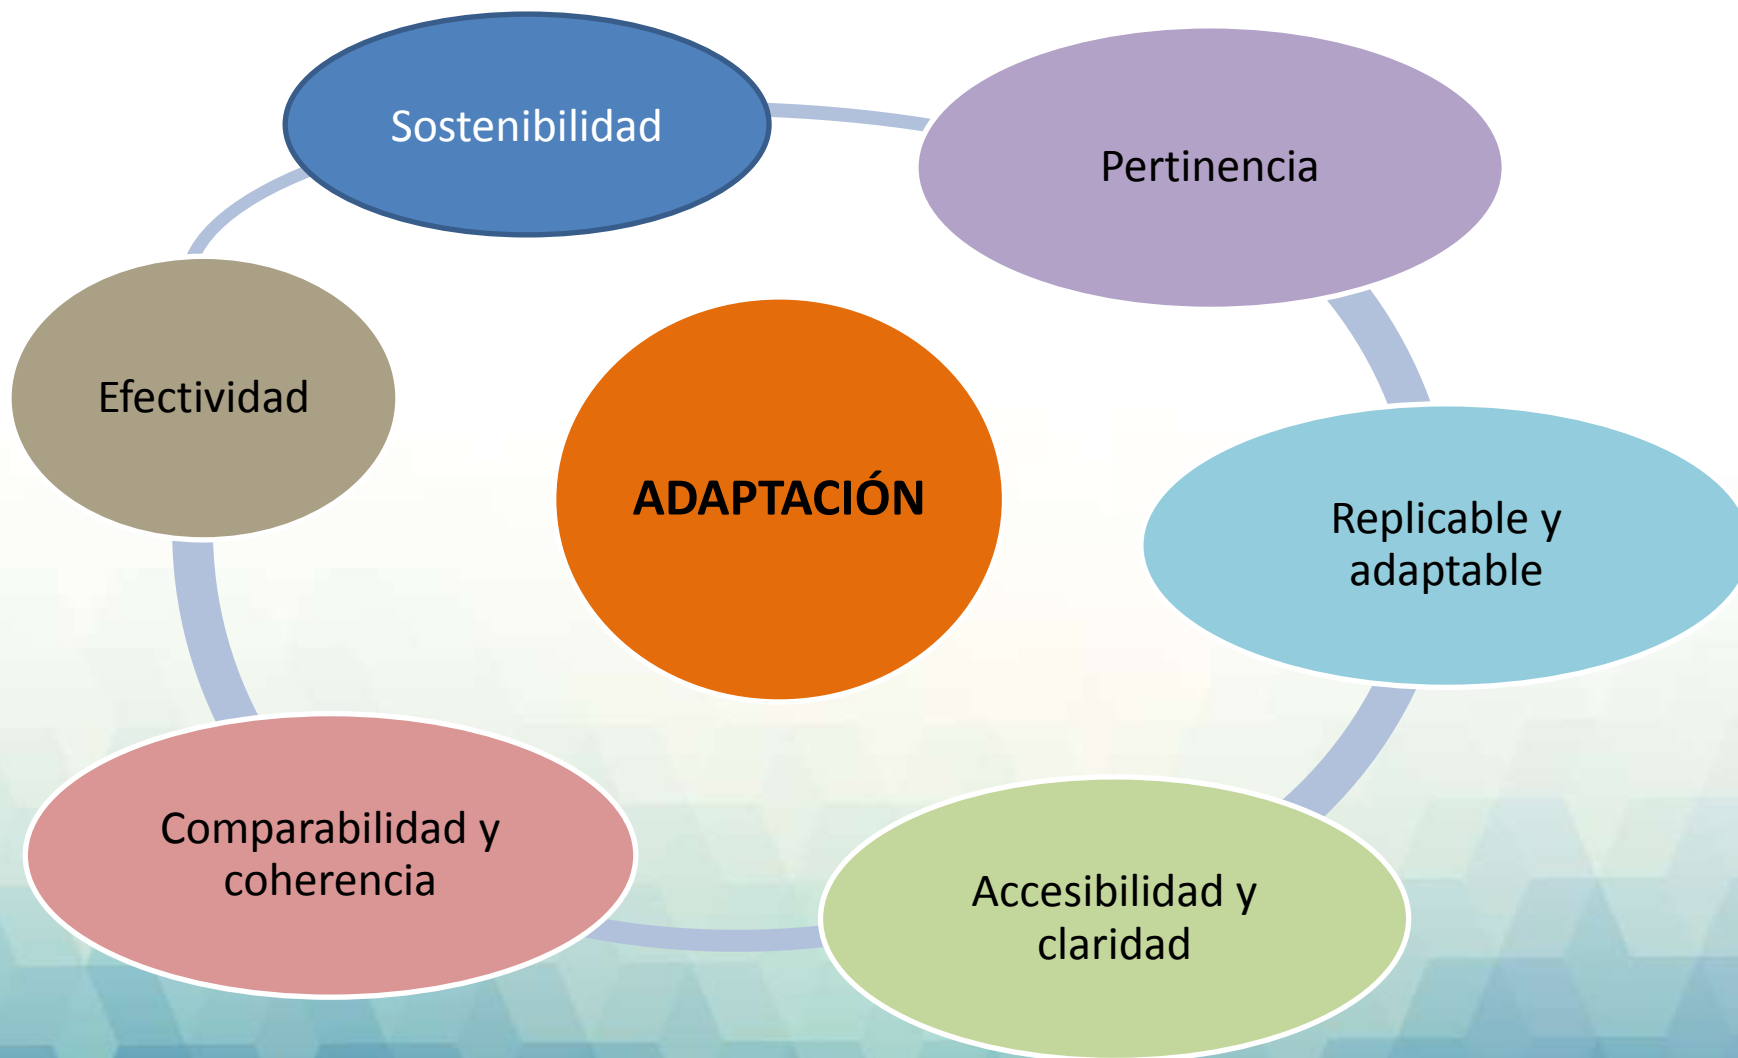 Sostenibilidad
Pertinencia
Efectividad
ADAPTACIÓN
Replicable y
adaptable
Comparabilidad y
coherencia
Accesibilidad y
claridad